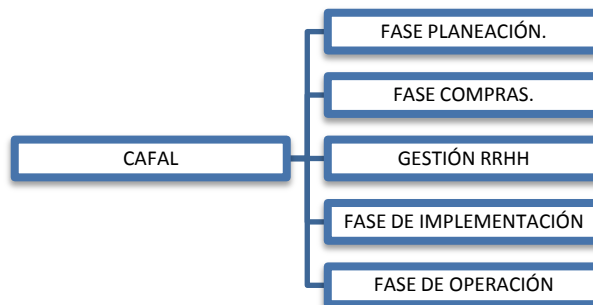 FASE PLANEACIÓN.
FASE COMPRAS.
CAFAL
GESTIÓN RRHH
FASE DE IMPLEMENTACIÓN
FASE DE OPERACIÓN